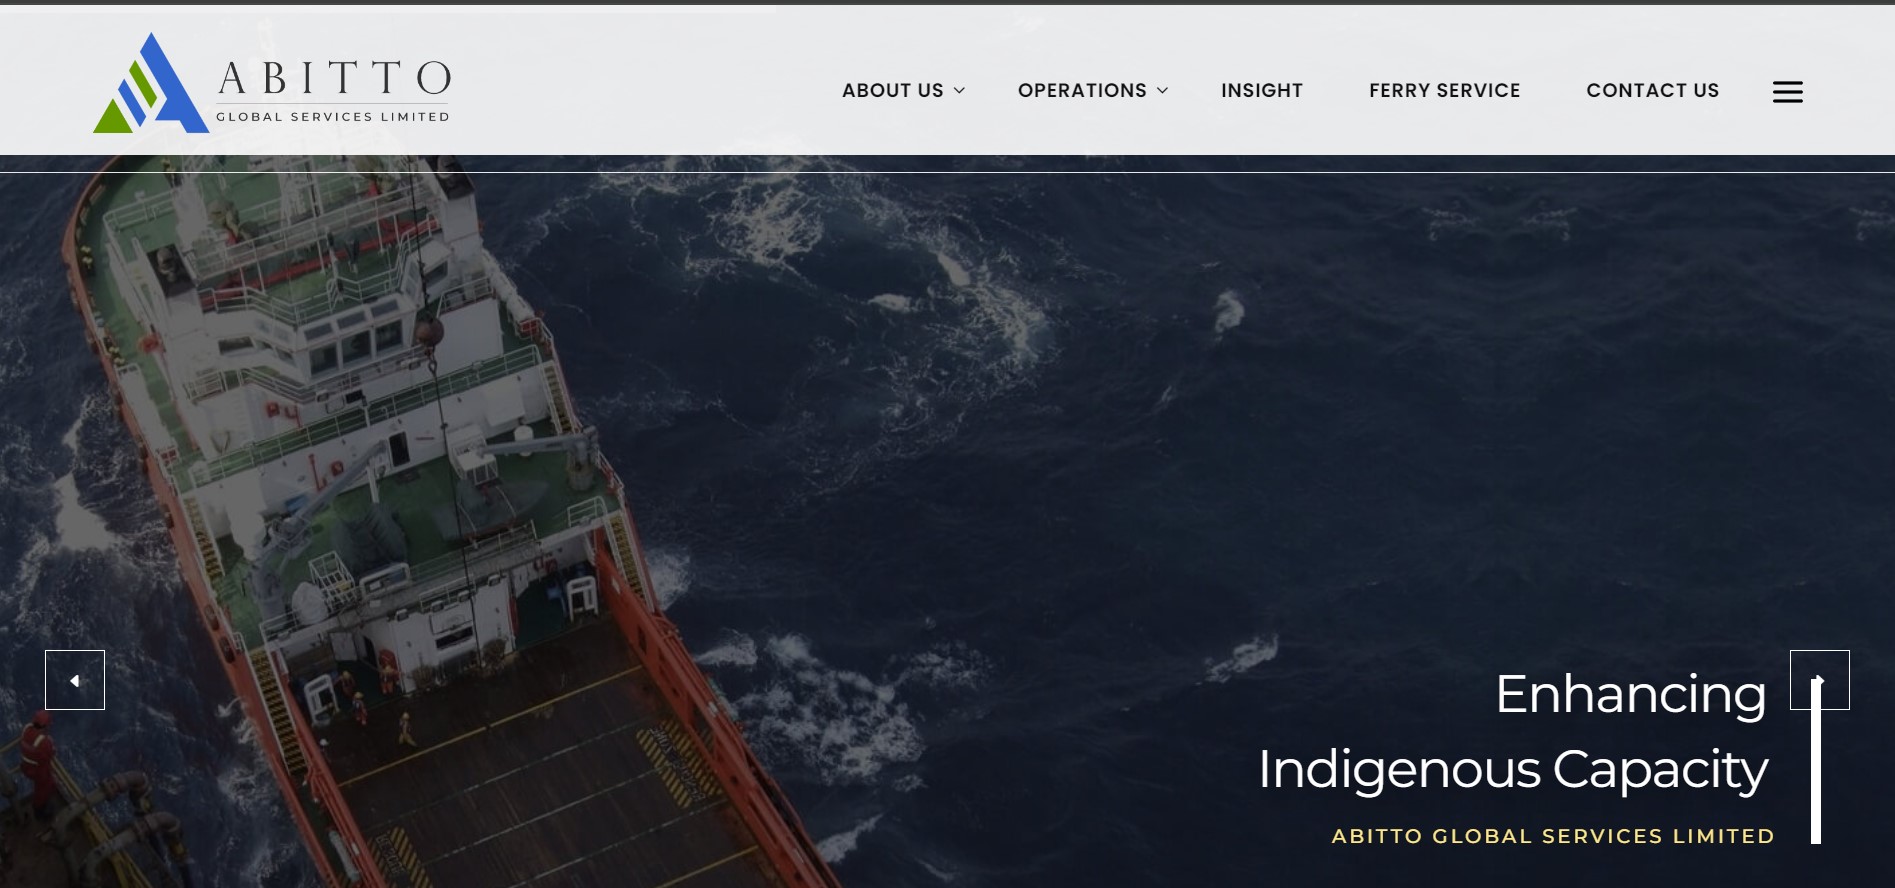 ABITTO
GLOBAL SERVICES LIMITED
ABOUT US
OPERATIONS
INSIGHT
FERRY SERVICE
CONTACT US
Enhancing
Indigenous Capacity
ABITTO GLOBAL SERVICES LIMITED